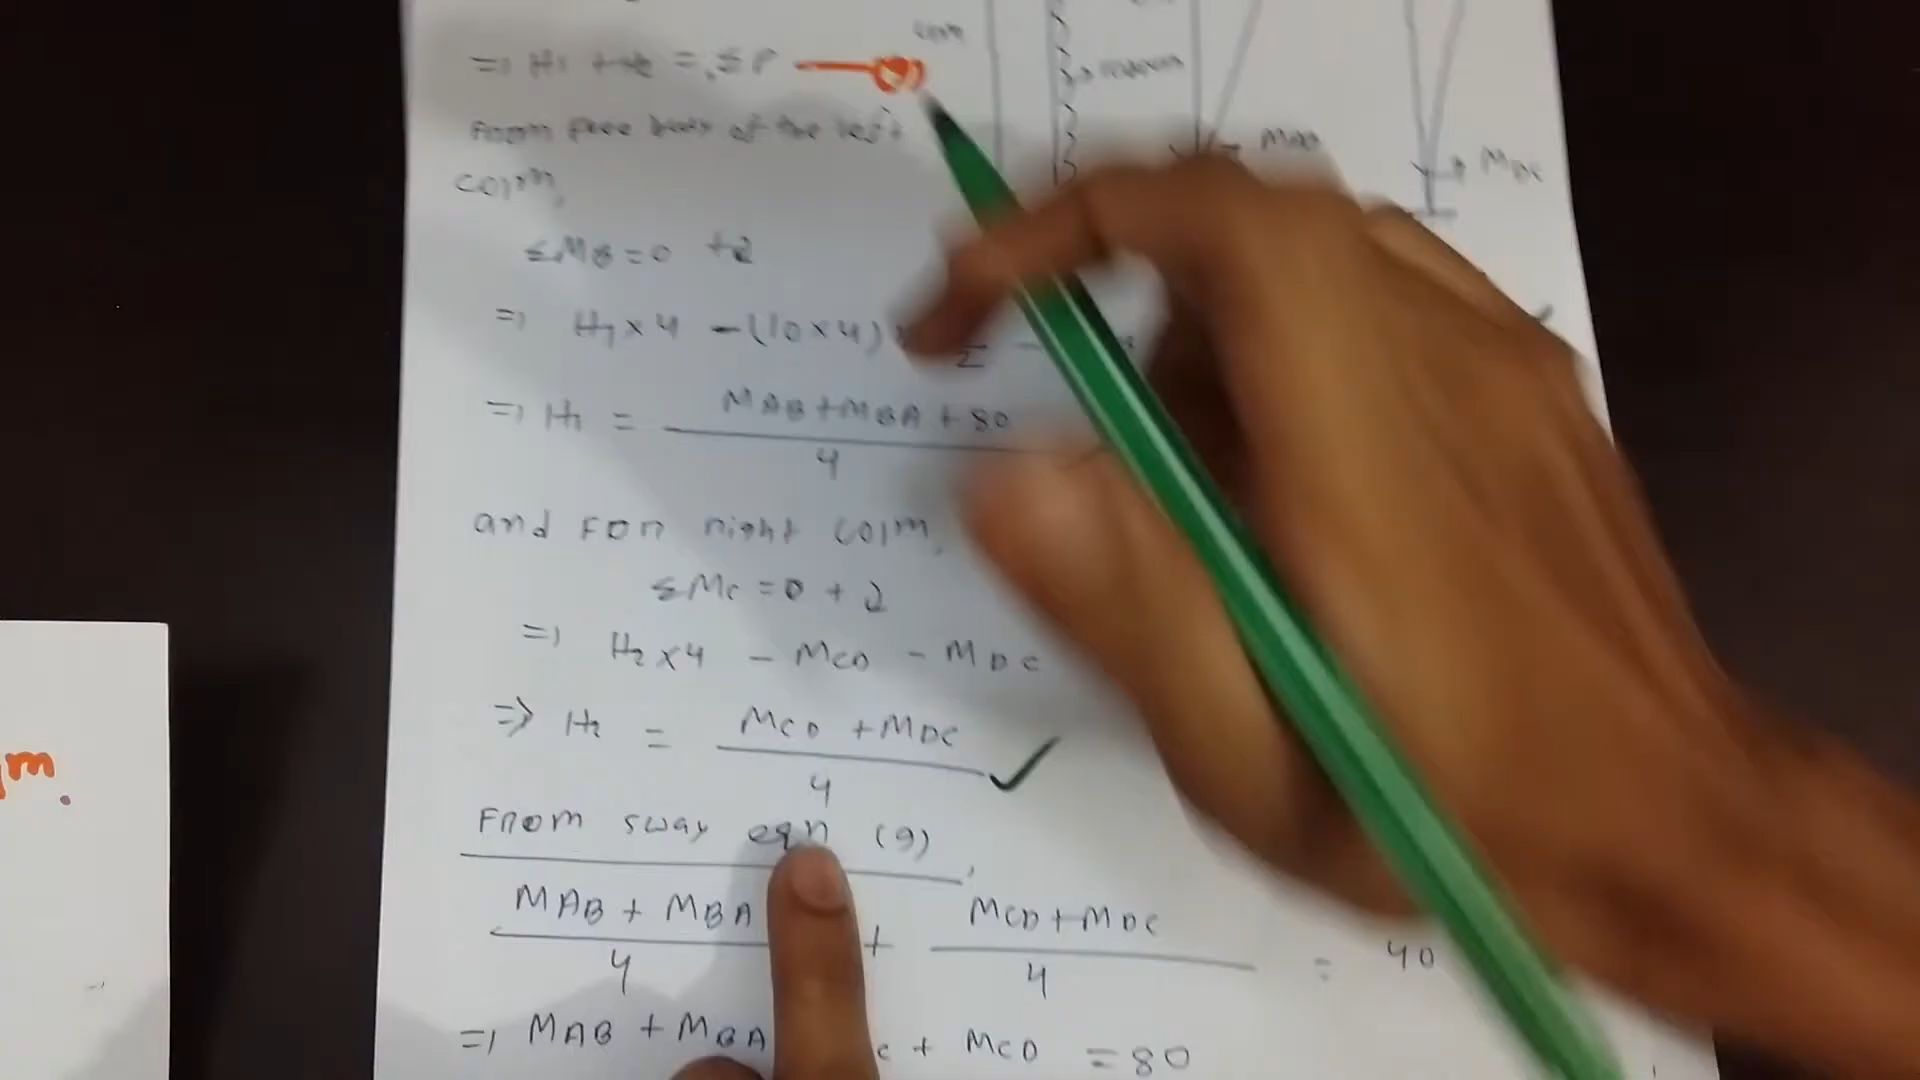 => H1 + H2 = ΣP
From free body of the left
colm,
ΣMB = 0 +2
=> H1 × 4 - (10×4)
2 -
=> H1 = MAB + MBA + 80
4
and FOR right colm,
ΣMC = 0 + 2
=> H2 × 4 - MCD - MDC
=> H2 = MCD + MDC
4
From sway eqn (9),
MAB + MBA + MCD + MDC = 40
4 4
=> MAB + MBA c + MCD = 80
MDC
m.